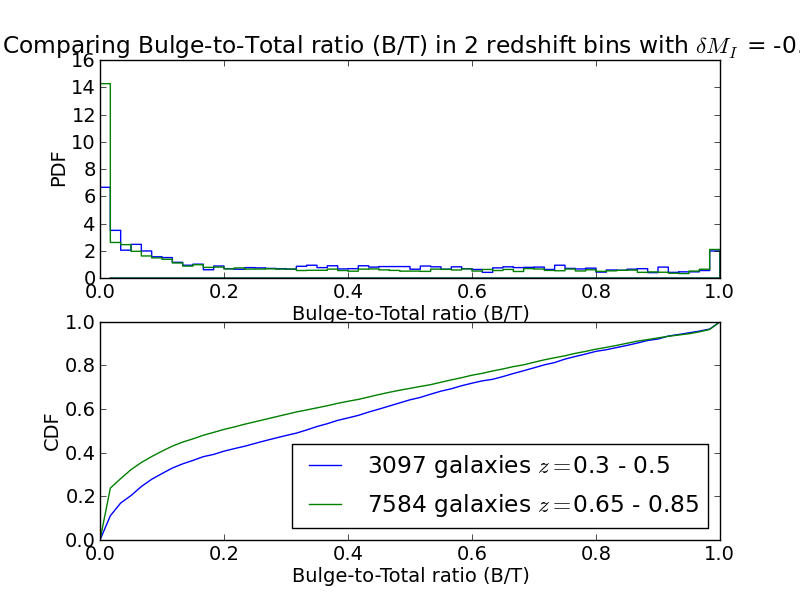 Comparing Bulge-to-Total ratio (B/T) in 2 redshift bins with δM_I = -0.
16
14
12
10
8
6
4
2
0
PDF
0.0 0.2 0.4 0.6 0.8 1.0
Bulge-to-Total ratio (B/T)
1.0
0.8
0.6
0.4
0.2
0.0
CDF
3097 galaxies z=0.3 - 0.5
7584 galaxies z=0.65 - 0.85
0.0 0.2 0.4 0.6 0.8 1.0
Bulge-to-Total ratio (B/T)